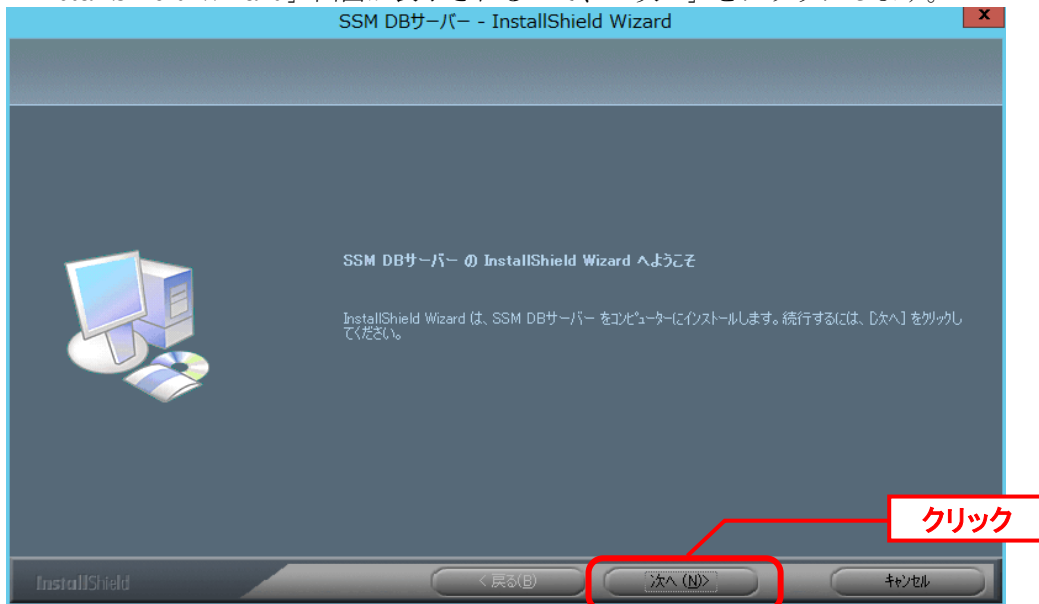 SSM DBサーバー - InstallShield Wizard
x
SSM DBサーバー の InstallShield Wizard へようこそ
InstallShield Wizard は、SSM DBサーバー をコンピューターにインストールします。続行するには、[次へ] をクリックし
てください。
クリック
InstallShield
< 戻る(B)
次へ (N)>
キャンセル